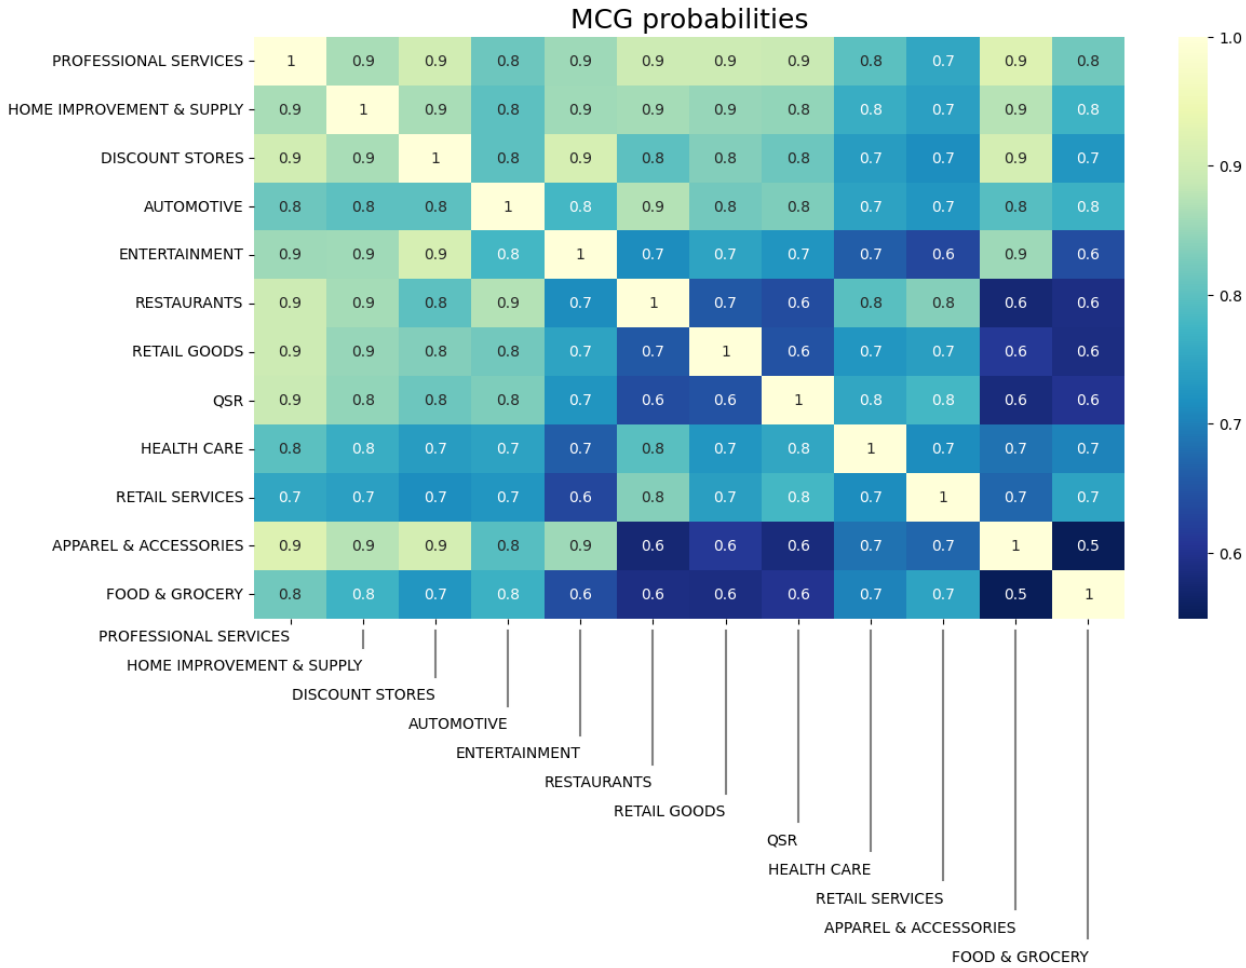 MCG probabilities
PROFESSIONAL SERVICES 1 0.9 0.9 0.8 0.9 0.9 0.9 0.9 0.8 0.7 0.9 0.8
HOME IMPROVEMENT & SUPPLY 0.9 1 0.9 0.8 0.9 0.9 0.9 0.8 0.8 0.7 0.9 0.8
DISCOUNT STORES 0.9 0.9 1 0.8 0.9 0.8 0.8 0.8 0.7 0.7 0.9 0.7
AUTOMOTIVE 0.8 0.8 0.8 1 0.8 0.9 0.8 0.8 0.7 0.7 0.8 0.8
ENTERTAINMENT 0.9 0.9 0.9 0.8 1 0.7 0.7 0.7 0.7 0.6 0.9 0.6
RESTAURANTS 0.9 0.9 0.8 0.9 0.7 1 0.7 0.6 0.8 0.8 0.6 0.6
RETAIL GOODS 0.9 0.9 0.8 0.8 0.7 0.7 1 0.6 0.7 0.7 0.6 0.6
QSR 0.9 0.8 0.8 0.8 0.7 0.6 0.6 1 0.8 0.8 0.6 0.6
HEALTH CARE 0.8 0.8 0.7 0.7 0.7 0.8 0.7 0.8 1 0.7 0.7 0.7
RETAIL SERVICES 0.7 0.7 0.7 0.7 0.6 0.8 0.7 0.8 0.7 1 0.7 0.7
APPAREL & ACCESSORIES 0.9 0.9 0.9 0.8 0.9 0.6 0.6 0.6 0.7 0.7 1 0.5
FOOD & GROCERY 0.8 0.8 0.7 0.8 0.6 0.6 0.6 0.6 0.7 0.7 0.5 1
PROFESSIONAL SERVICES
HOME IMPROVEMENT & SUPPLY
DISCOUNT STORES
AUTOMOTIVE
ENTERTAINMENT
RESTAURANTS
RETAIL GOODS
QSR
HEALTH CARE
RETAIL SERVICES
APPAREL & ACCESSORIES
FOOD & GROCERY
1.0
0.9
0.8
0.7
0.6